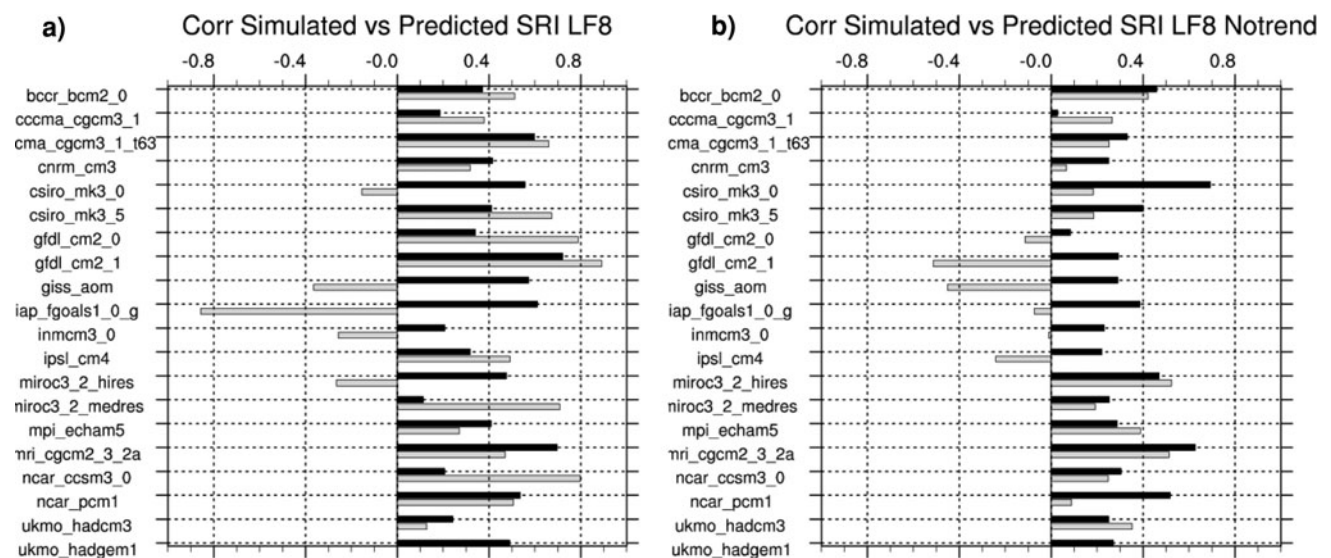 a) Corr Simulated vs Predicted SRI LF8
-0.8 -0.4 -0.0 0.4 0.8
bccr_bcm2_0
cccma_cgcm3_1
cma_cgcm3_1_t63
cnrm_cm3
csiro_mk3_0
csiro_mk3_5
gfdl_cm2_0
gfdl_cm2_1
giss_aom
iap_fgoals1_0_g
inmcm3_0
ipsl_cm4
miroc3_2_hires
niroc3_2_medres
mpi_echam5
mri_cgcm2_3_2a
ncar_ccsm3_0
ncar_pcm1
ukmo_hadcm3
ukmo_hadgem1
b) Corr Simulated vs Predicted SRI LF8 Notrend
-0.8 -0.4 -0.0 0.4 0.8
bccr_bcm2_0
cccma_cgcm3_1
cma_cgcm3_1_t63
cnrm_cm3
csiro_mk3_0
csiro_mk3_5
gfdl_cm2_0
gfdl_cm2_1
giss_aom
iap_fgoals1_0_g
inmcm3_0
ipsl_cm4
miroc3_2_hires
niroc3_2_medres
mpi_echam5
mri_cgcm2_3_2a
ncar_ccsm3_0
ncar_pcm1
ukmo_hadcm3
ukmo_hadgem1